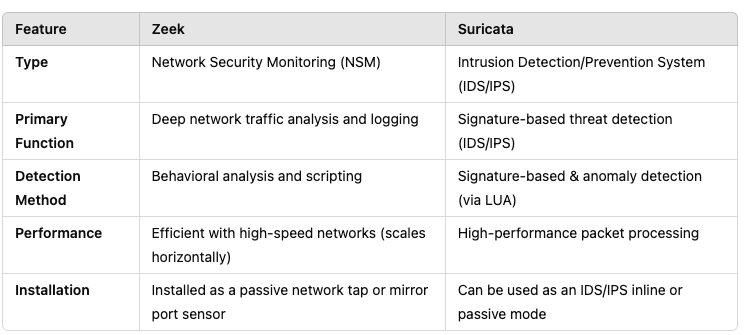 Feature Zeek Suricata
Type Network Security Monitoring (NSM) Intrusion Detection/Prevention System
(IDS/IPS)
Primary Deep network traffic analysis and logging Signature-based threat detection
Function (IDS/IPS)
Detection Behavioral analysis and scripting Signature-based & anomaly detection
Method (via LUA)
Performance Efficient with high-speed networks (scales High-performance packet processing
horizontally)
Installation Installed as a passive network tap or mirror Can be used as an IDS/IPS inline or
port sensor passive mode